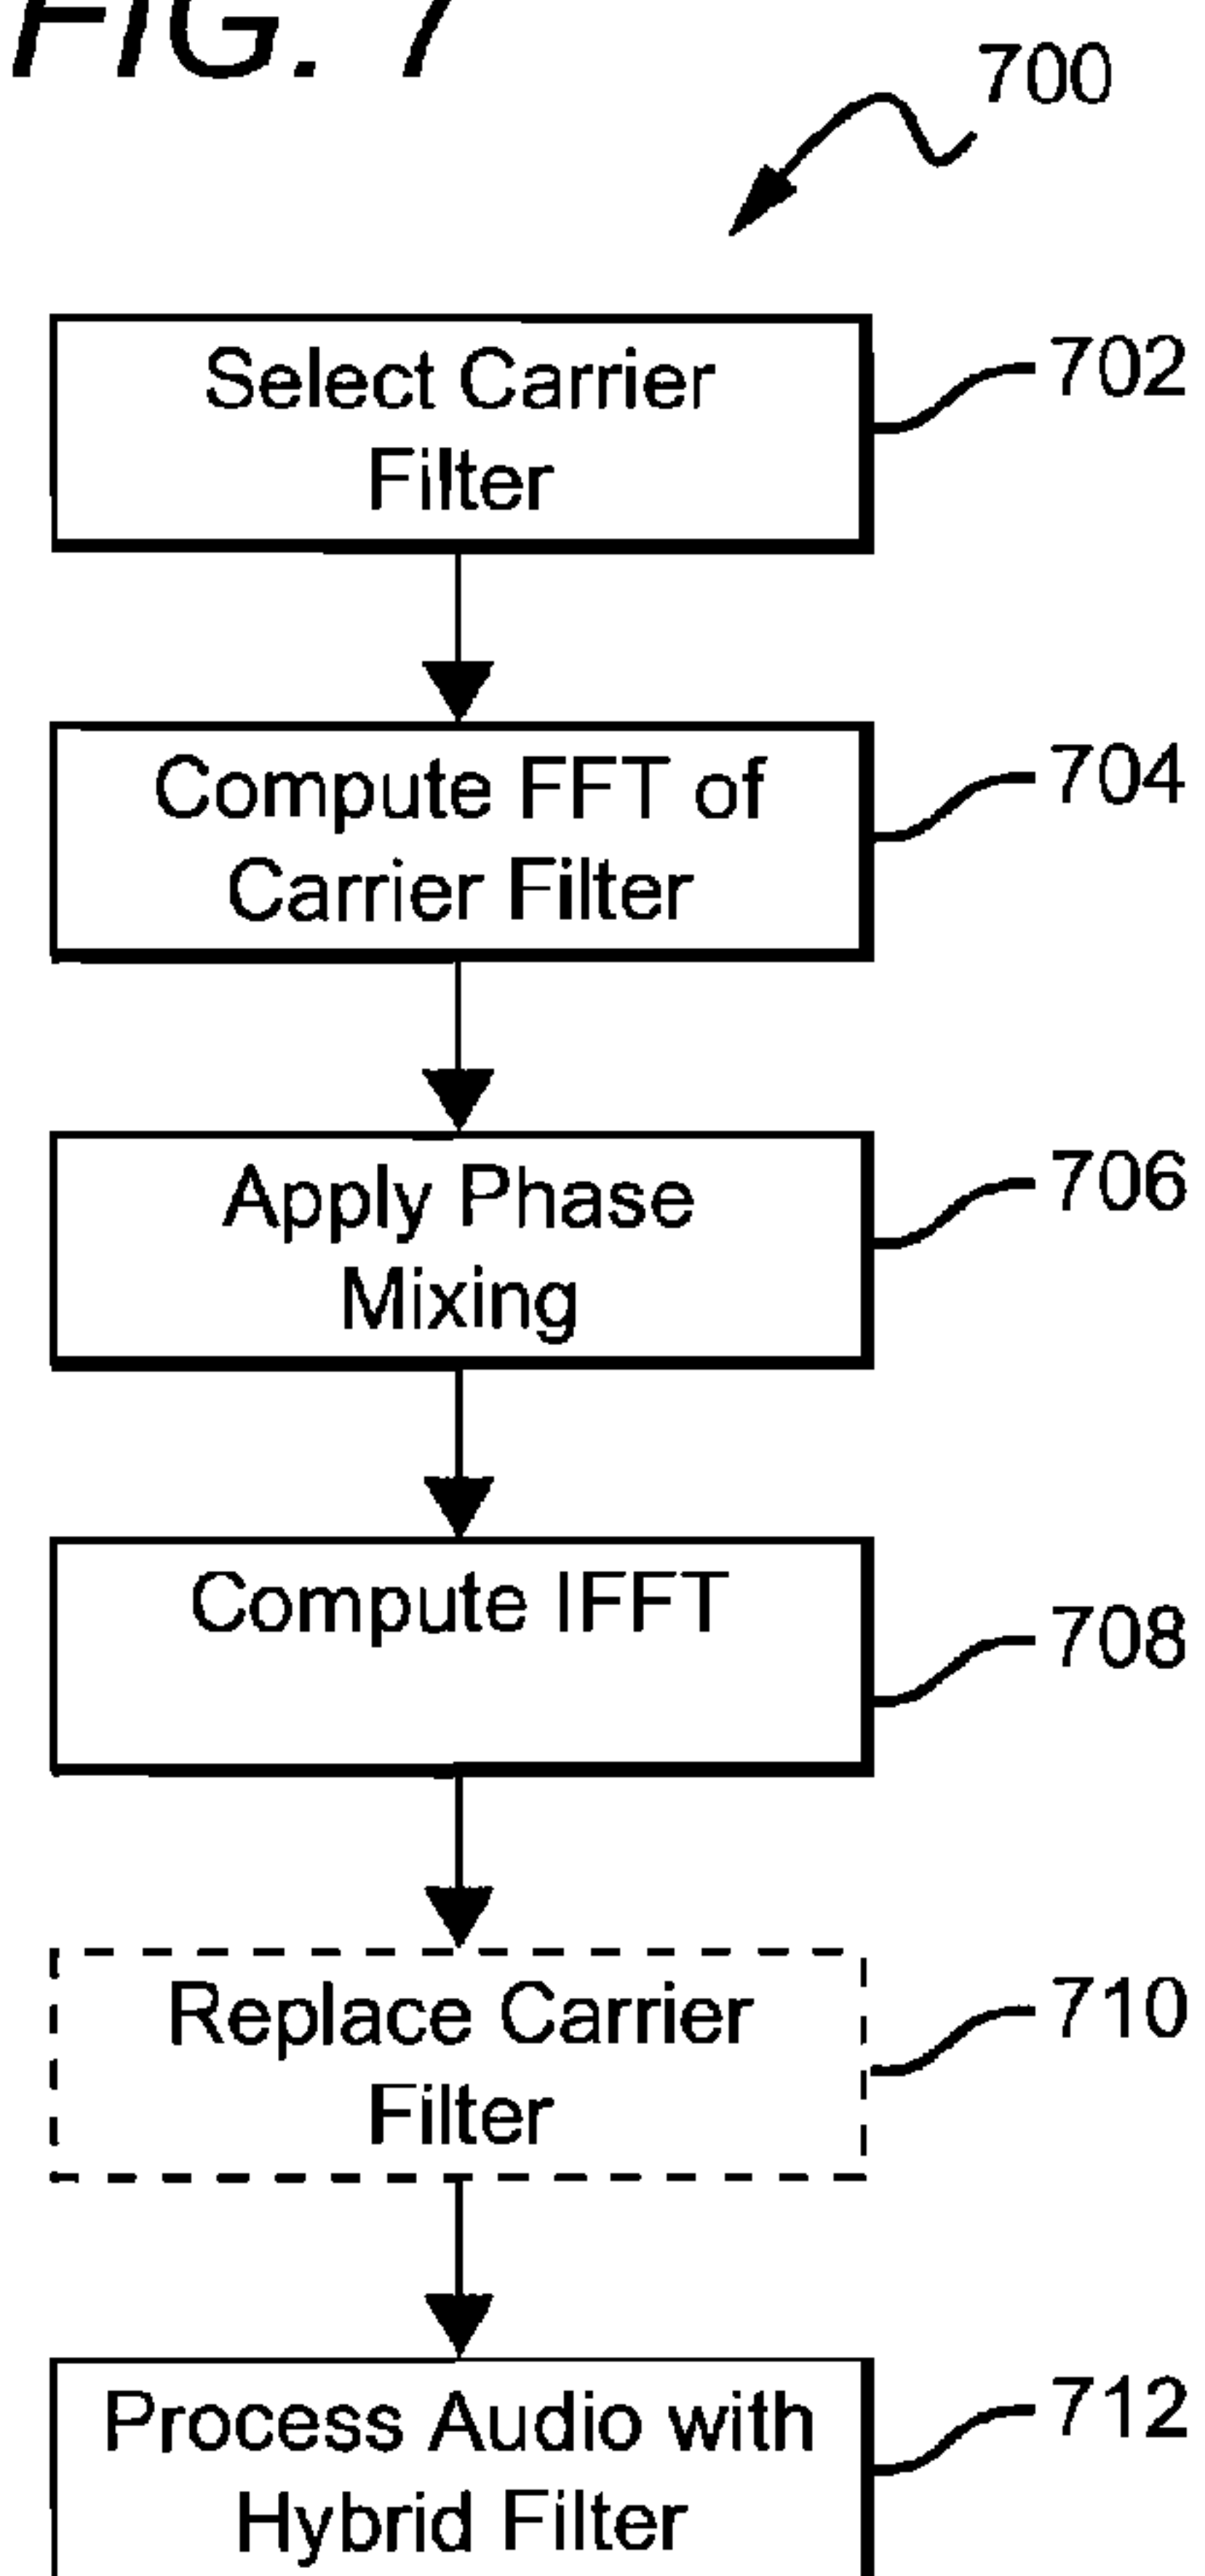 FIG. 7
700
Select Carrier
Filter
702
Compute FFT of
Carrier Filter
704
Apply Phase
Mixing
706
Compute IFFT
708
Replace Carrier
Filter
710
Process Audio with
Hybrid Filter
712